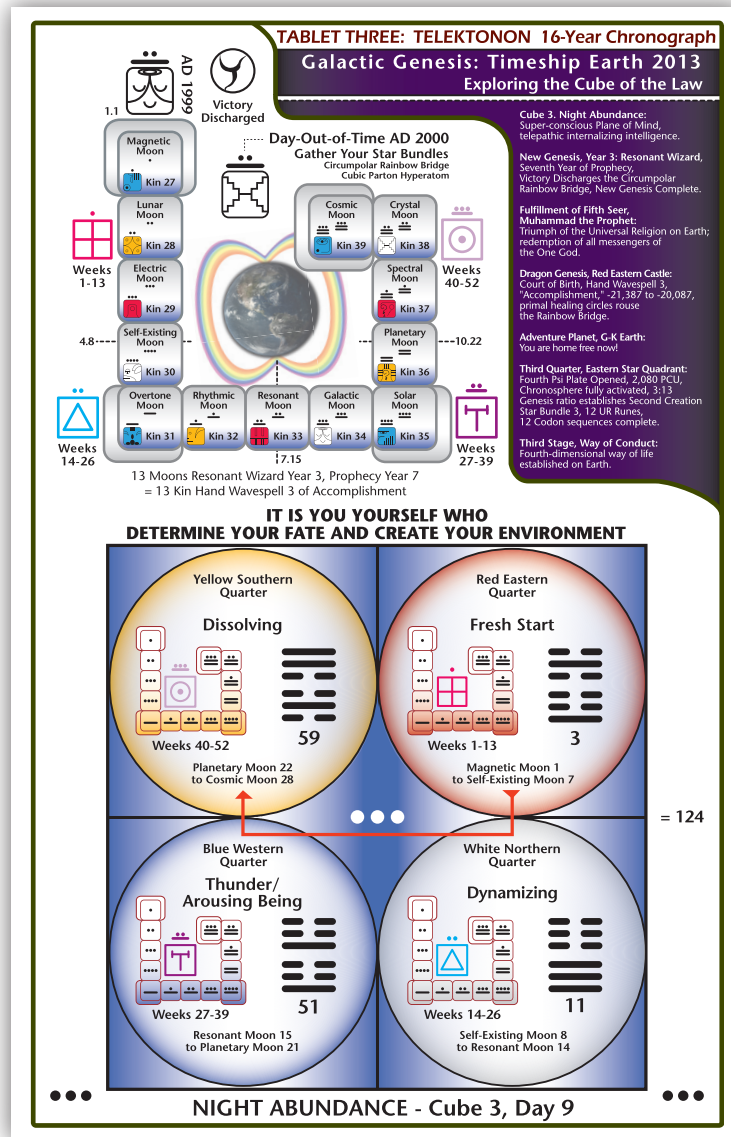 TABLET THREE: TELEKTONON 16-Year Chronograph
Galactic Genesis: Timeship Earth 2013
Exploring the Cube of the Law
AD 1999
Victory
Discharged
1.1
Magnetic
Moon
Kin 27
Day-Out-of-Time AD 2000
Gather Your Star Bundles
Circumpolar Rainbow Bridge
Cubic Parton Hyperatom
Lunar
Moon
Kin 28
Weeks
1-13
Cosmic
Moon
Kin 39
Crystal
Moon
Kin 38
Weeks
40-52
Electric
Moon
Kin 29
Spectral
Moon
Kin 37
4.8
Self-Existing
Moon
Kin 30
Planetary
Moon
Kin 36
10.22
Weeks
14-26
Overtone
Moon
Kin 31
Rhythmic
Moon
Kin 32
Resonant
Moon
Kin 33
Galactic
Moon
Kin 34
Solar
Moon
Kin 35
Weeks
27-39
7.15
13 Moons Resonant Wizard Year 3, Prophecy Year 7
= 13 Kin Hand Wavespell 3 of Accomplishment
Cube 3. Night Abundance:
Super-conscious Plane of Mind,
telepathic internalizing intelligence.
New Genesis, Year 3: Resonant Wizard,
Seventh Year of Prophecy,
Victory Discharges the Circumpolar
Rainbow Bridge, New Genesis Complete.
Fulfillment of Fifth Seer,
Muhammad the Prophet:
Triumph of the Universal Religion on Earth;
redemption of all messengers of
the One God.
Dragon Genesis, Red Eastern Castle:
Court of Birth, Hand Wavespell 3,
"Accomplishment," -21,387 to -20,087,
primal healing circles rouse
the Rainbow Bridge.
Adventure Planet, G-K Earth:
You are home free now!
Third Quarter, Eastern Star Quadrant:
Fourth Psi Plate Opened, 2,080 PCU,
Chronosphere fully activated, 3:13
Genesis ratio establishes Second Creation
Star Bundle 3, 12 UR Runes,
12 Codon sequences complete.
Third Stage, Way of Conduct:
Fourth-dimensional way of life
established on Earth.
IT IS YOU YOURSELF WHO
DETERMINE YOUR FATE AND CREATE YOUR ENVIRONMENT
Yellow Southern
Quarter
Dissolving
59
Weeks 40-52
Planetary Moon 22
to Cosmic Moon 28
Red Eastern
Quarter
Fresh Start
3
Weeks 1-13
Magnetic Moon 1
to Self-Existing Moon 7
= 124
Blue Western
Quarter
Thunder/
Arousing Being
51
Weeks 27-39
Resonant Moon 15
to Planetary Moon 21
White Northern
Quarter
Dynamizing
11
Weeks 14-26
Self-Existing Moon 8
to Resonant Moon 14
NIGHT ABUNDANCE - Cube 3, Day 9